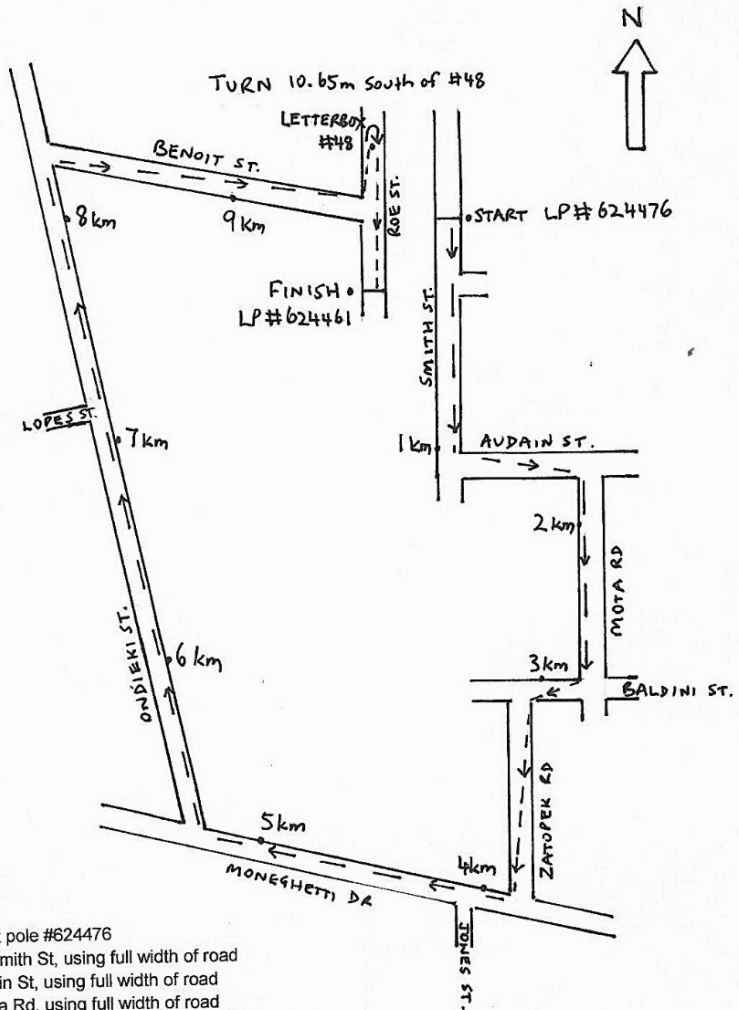 N
TURN 10.65m South of #48
LETTERBOX
#48
BENOIT ST.
ROE ST.
8km
9km
START LP# 624476
FINISH
LP #624461
SMITH ST.
LOPES ST.
7km
1km
AUDAIN ST.
2km
MOTA RD
ONDIEKI ST.
6km
3km
BALDINI ST.
ZATOPEK RD
5km
4km
MONEGHETTI DR
JONES ST.
pole #624476
mith St, using full width of road
in St, using full width of road
a Rd, using full width of road